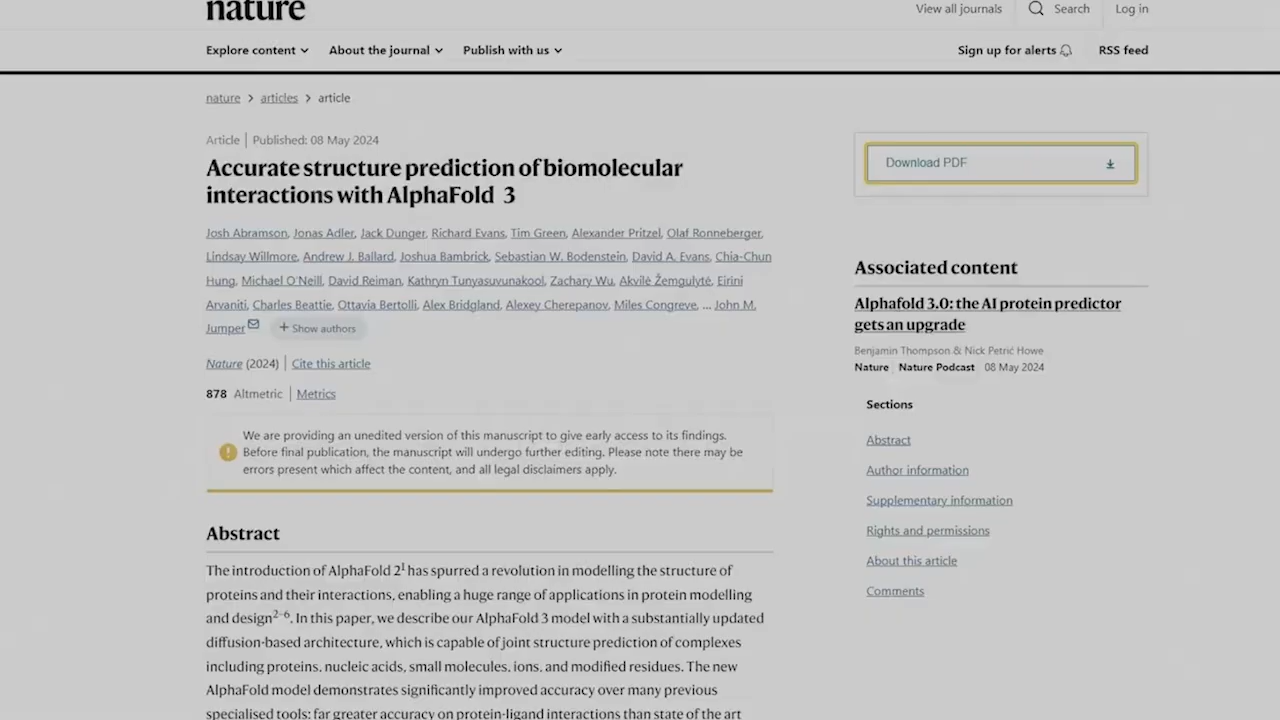 nature
View all journals
Search
Log in
Explore content
About the journal
Publish with us
Sign up for alerts
RSS feed
nature > articles > article
Article | Published: 08 May 2024
Accurate structure prediction of biomolecular
interactions with AlphaFold 3
Josh Abramson, Jonas Adler, Jack Dunger, Richard Evans, Tim Green, Alexander Pritzel, Olaf Ronneberger,
Lindsay Willmore, Andrew J. Ballard, Joshua Bambrick, Sebastian W. Bodenstein, David A. Evans, Chia-Chun
Hung, Michael O'Neill, David Reiman, Kathryn Tunyasuvunakool, Zachary Wu, Akvilė Žemgulytė, Eirini
Arvaniti, Charles Beattie, Ottavia Bertolli, Alex Bridgland, Alexey Cherepanov, Miles Congreve, ... John M.
Jumper + Show authors
Nature (2024) | Cite this article
878 Altmetric | Metrics
We are providing an unedited version of this manuscript to give early access to its findings.
Before final publication, the manuscript will undergo further editing. Please note there may be
errors present which affect the content, and all legal disclaimers apply.
Abstract
The introduction of AlphaFold 2¹ has spurred a revolution in modelling the structure of
proteins and their interactions, enabling a huge range of applications in protein modelling
and design²⁻⁶. In this paper, we describe our AlphaFold 3 model with a substantially updated
diffusion-based architecture, which is capable of joint structure prediction of complexes
including proteins, nucleic acids, small molecules, ions, and modified residues. The new
AlphaFold model demonstrates significantly improved accuracy over many previous
specialised tools: far greater accuracy on protein-ligand interactions than state of the art
Download PDF
Associated content
Alphafold 3.0: the AI protein predictor
gets an upgrade
Benjamin Thompson & Nick Petrić Howe
Nature | Nature Podcast 08 May 2024
Sections
Abstract
Author information
Supplementary information
Rights and permissions
About this article
Comments